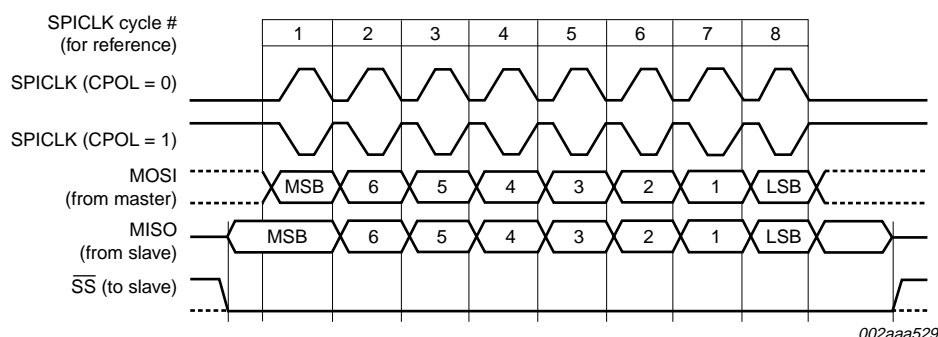 SPICLK cycle #
(for reference)
1 2 3 4 5 6 7 8
SPICLK (CPOL = 0)
SPICLK (CPOL = 1)
MOSI
(from master)
MSB 6 5 4 3 2 1 LSB
MISO
(from slave)
MSB 6 5 4 3 2 1 LSB
S̅S̅ (to slave)
002aaa529